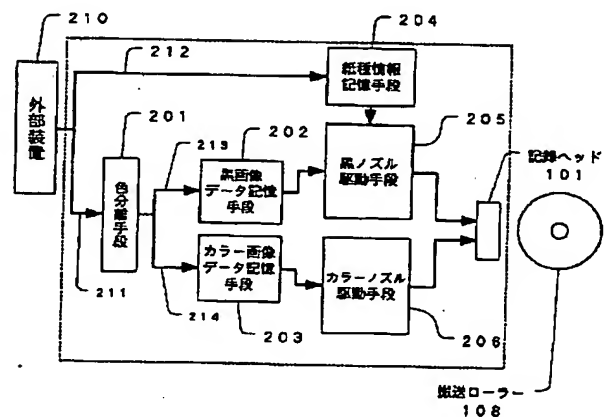 210
外部装置
212
204
紙種情報
記憶手段
201
色分離手段
213
202
黒画像
データ記憶
手段
205
黒ノズル
駆動手段
記録ヘッド
101
211
214
カラー画像
データ記憶
手段
203
カラーノズル
駆動手段
206
搬送ローラー
108